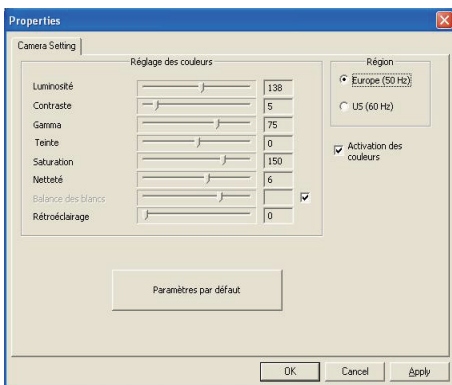 Properties
Camera Setting
Réglage des couleurs
Luminosité 138
Contraste 5
Gamma 75
Teinte 0
Saturation 150
Netteté 6
Balance des blancs
Rétroéclairage 0
Région
Europe (50 Hz)
US (60 Hz)
Activation des
couleurs
Paramètres par défaut
OK Cancel Apply